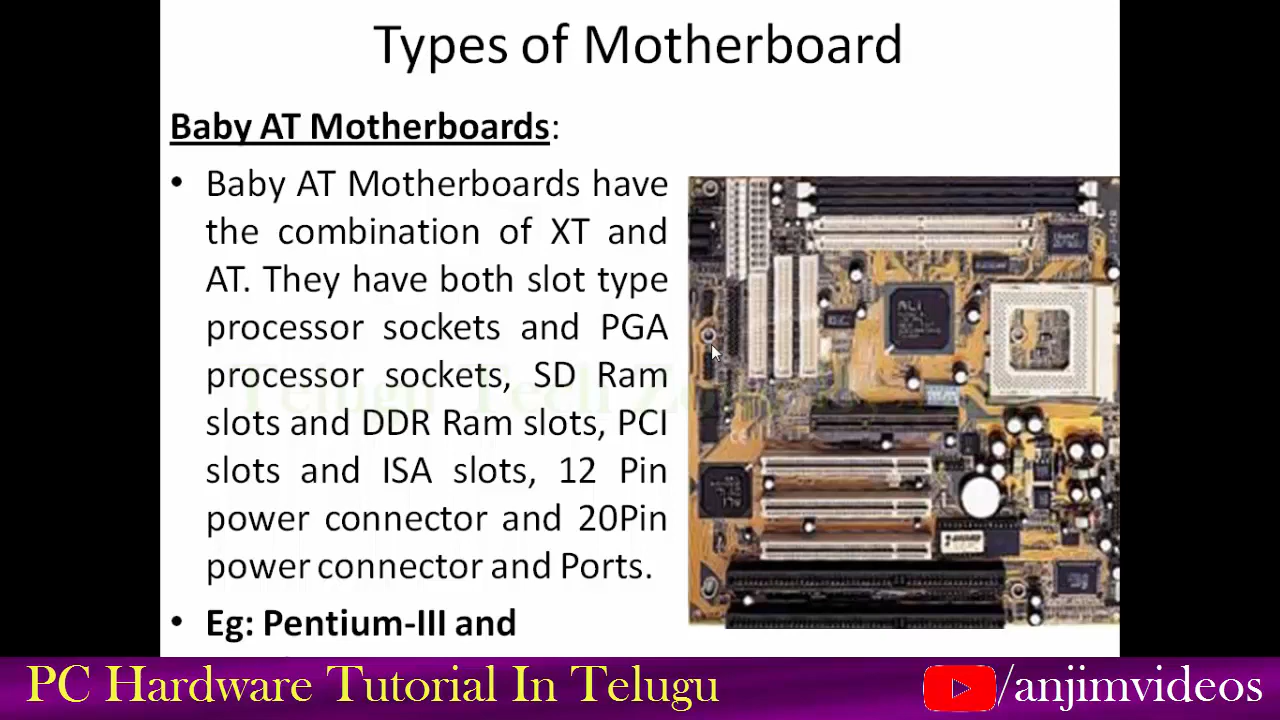 Types of Motherboard
Baby AT Motherboards:
• Baby AT Motherboards have
the combination of XT and
AT. They have both slot type
processor sockets and PGA
processor sockets, SD Ram
slots and DDR Ram slots, PCI
slots and ISA slots, 12 Pin
power connector and 20Pin
power connector and Ports.
• Eg: Pentium-III and
ALi
PC Hardware Tutorial In Telugu
/anjimvideos